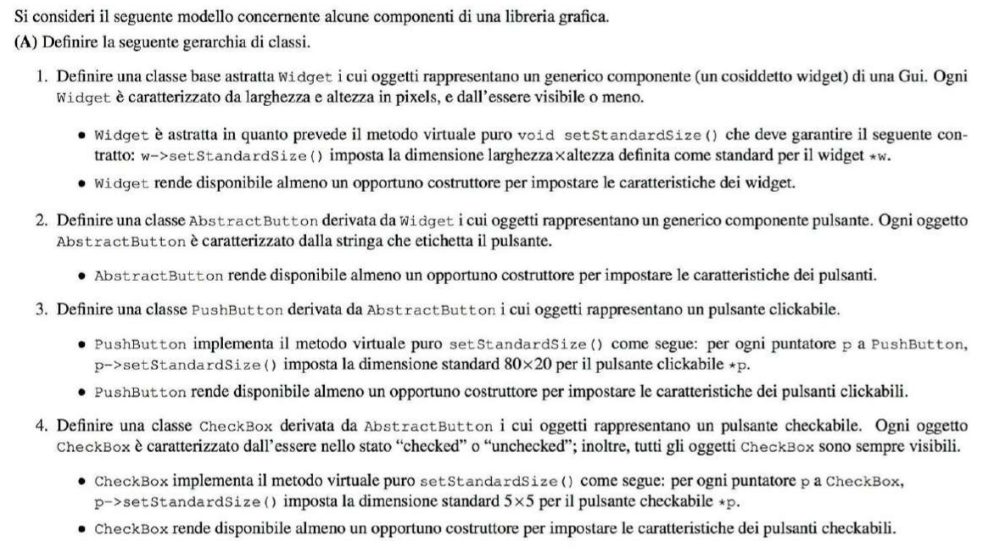 Si consideri il seguente modello concernente alcune componenti di una libreria grafica.
(A) Definire la seguente gerarchia di classi.
1. Definire una classe base astratta Widget i cui oggetti rappresentano un generico componente (un cosiddetto widget) di una Gui. Ogni
Widget è caratterizzato da larghezza e altezza in pixels, e dall'essere visibile o meno.
• Widget è astratta in quanto prevede il metodo virtuale puro void setStandardSize() che deve garantire il seguente con-
tratto: w->setStandardSize() imposta la dimensione larghezza×altezza definita come standard per il widget *w.
• Widget rende disponibile almeno un opportuno costruttore per impostare le caratteristiche dei widget.
2. Definire una classe AbstractButton derivata da Widget i cui oggetti rappresentano un generico componente pulsante. Ogni oggetto
AbstractButton è caratterizzato dalla stringa che etichetta il pulsante.
• AbstractButton rende disponibile almeno un opportuno costruttore per impostare le caratteristiche dei pulsanti.
3. Definire una classe PushButton derivata da AbstractButton i cui oggetti rappresentano un pulsante clickabile.
• PushButton implementa il metodo virtuale puro setStandardSize() come segue: per ogni puntatore p a PushButton,
p->setStandardSize() imposta la dimensione standard 80×20 per il pulsante clickabile *p.
• PushButton rende disponibile almeno un opportuno costruttore per impostare le caratteristiche dei pulsanti clickabili.
4. Definire una classe CheckBox derivata da AbstractButton i cui oggetti rappresentano un pulsante checkabile. Ogni oggetto
CheckBox è caratterizzato dall'essere nello stato "checked" o "unchecked"; inoltre, tutti gli oggetti CheckBox sono sempre visibili.
• CheckBox implementa il metodo virtuale puro setStandardSize() come segue: per ogni puntatore p a CheckBox,
p->setStandardSize() imposta la dimensione standard 5×5 per il pulsante checkabile *p.
• CheckBox rende disponibile almeno un opportuno costruttore per impostare le caratteristiche dei pulsanti checkabili.